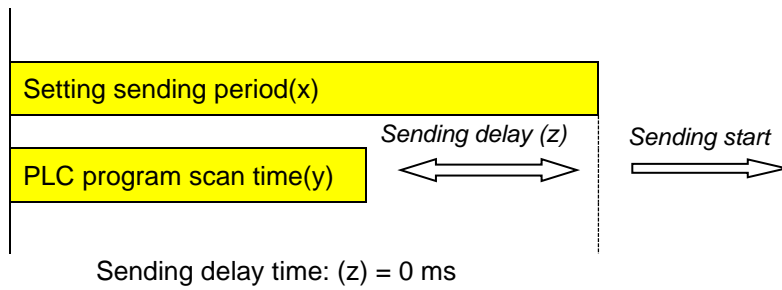 Setting sending period(x)
Sending delay (z)
Sending start
PLC program scan time(y)
Sending delay time: (z) = 0 ms